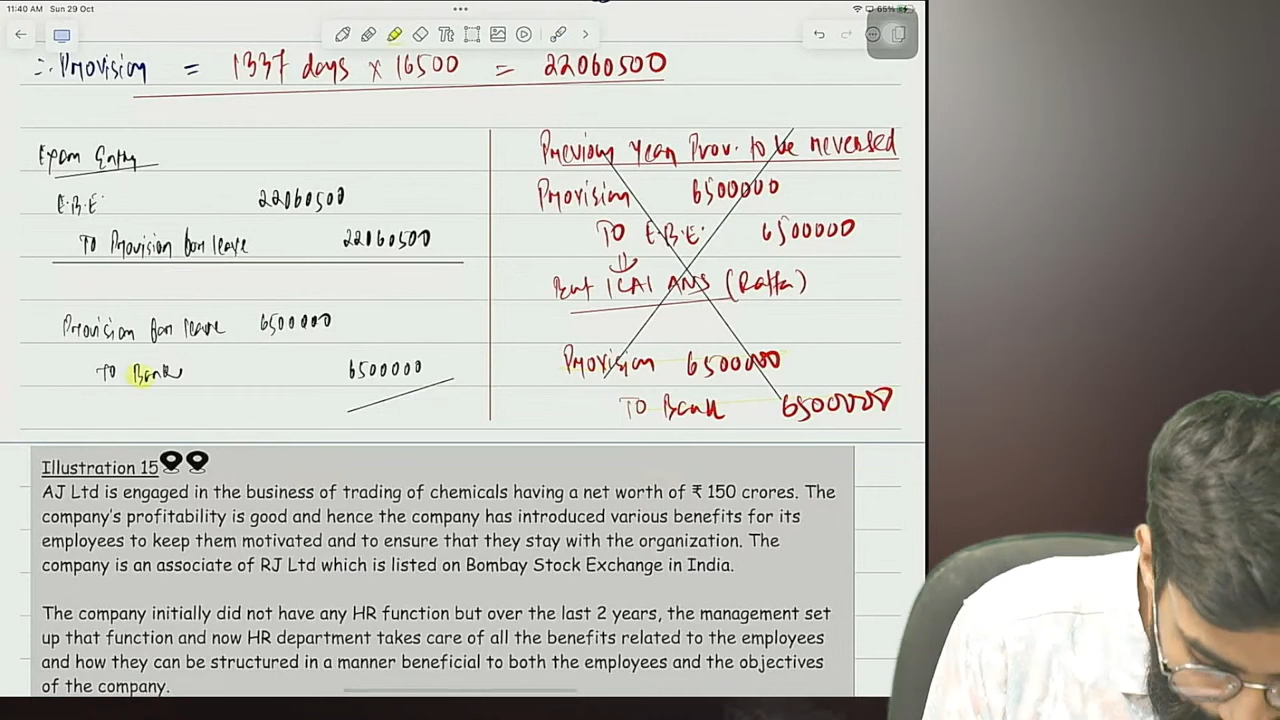 11:40 AM Sun 29 Oct
65%
∴ Provision = 1337 days × 16500 = 22060500
Exam Entry
E.B.E. 22060500
To Provision for leave 22060500
Provision for leave 6500000
To Bank 6500000
Previous Year Prov. to be reversed
Provision 6500000
To E.B.E. 6500000
But ICAI ANS (Ratta)
Provision 6500000
To Bank 6500000
Illustration 15
AJ Ltd is engaged in the business of trading of chemicals having a net worth of ₹ 150 crores. The
company's profitability is good and hence the company has introduced various benefits for its
employees to keep them motivated and to ensure that they stay with the organization. The
company is an associate of RJ Ltd which is listed on Bombay Stock Exchange in India.
The company initially did not have any HR function but over the last 2 years, the management set
up that function and now HR department takes care of all the benefits related to the employees
and how they can be structured in a manner beneficial to both the employees and the objectives
of the company.